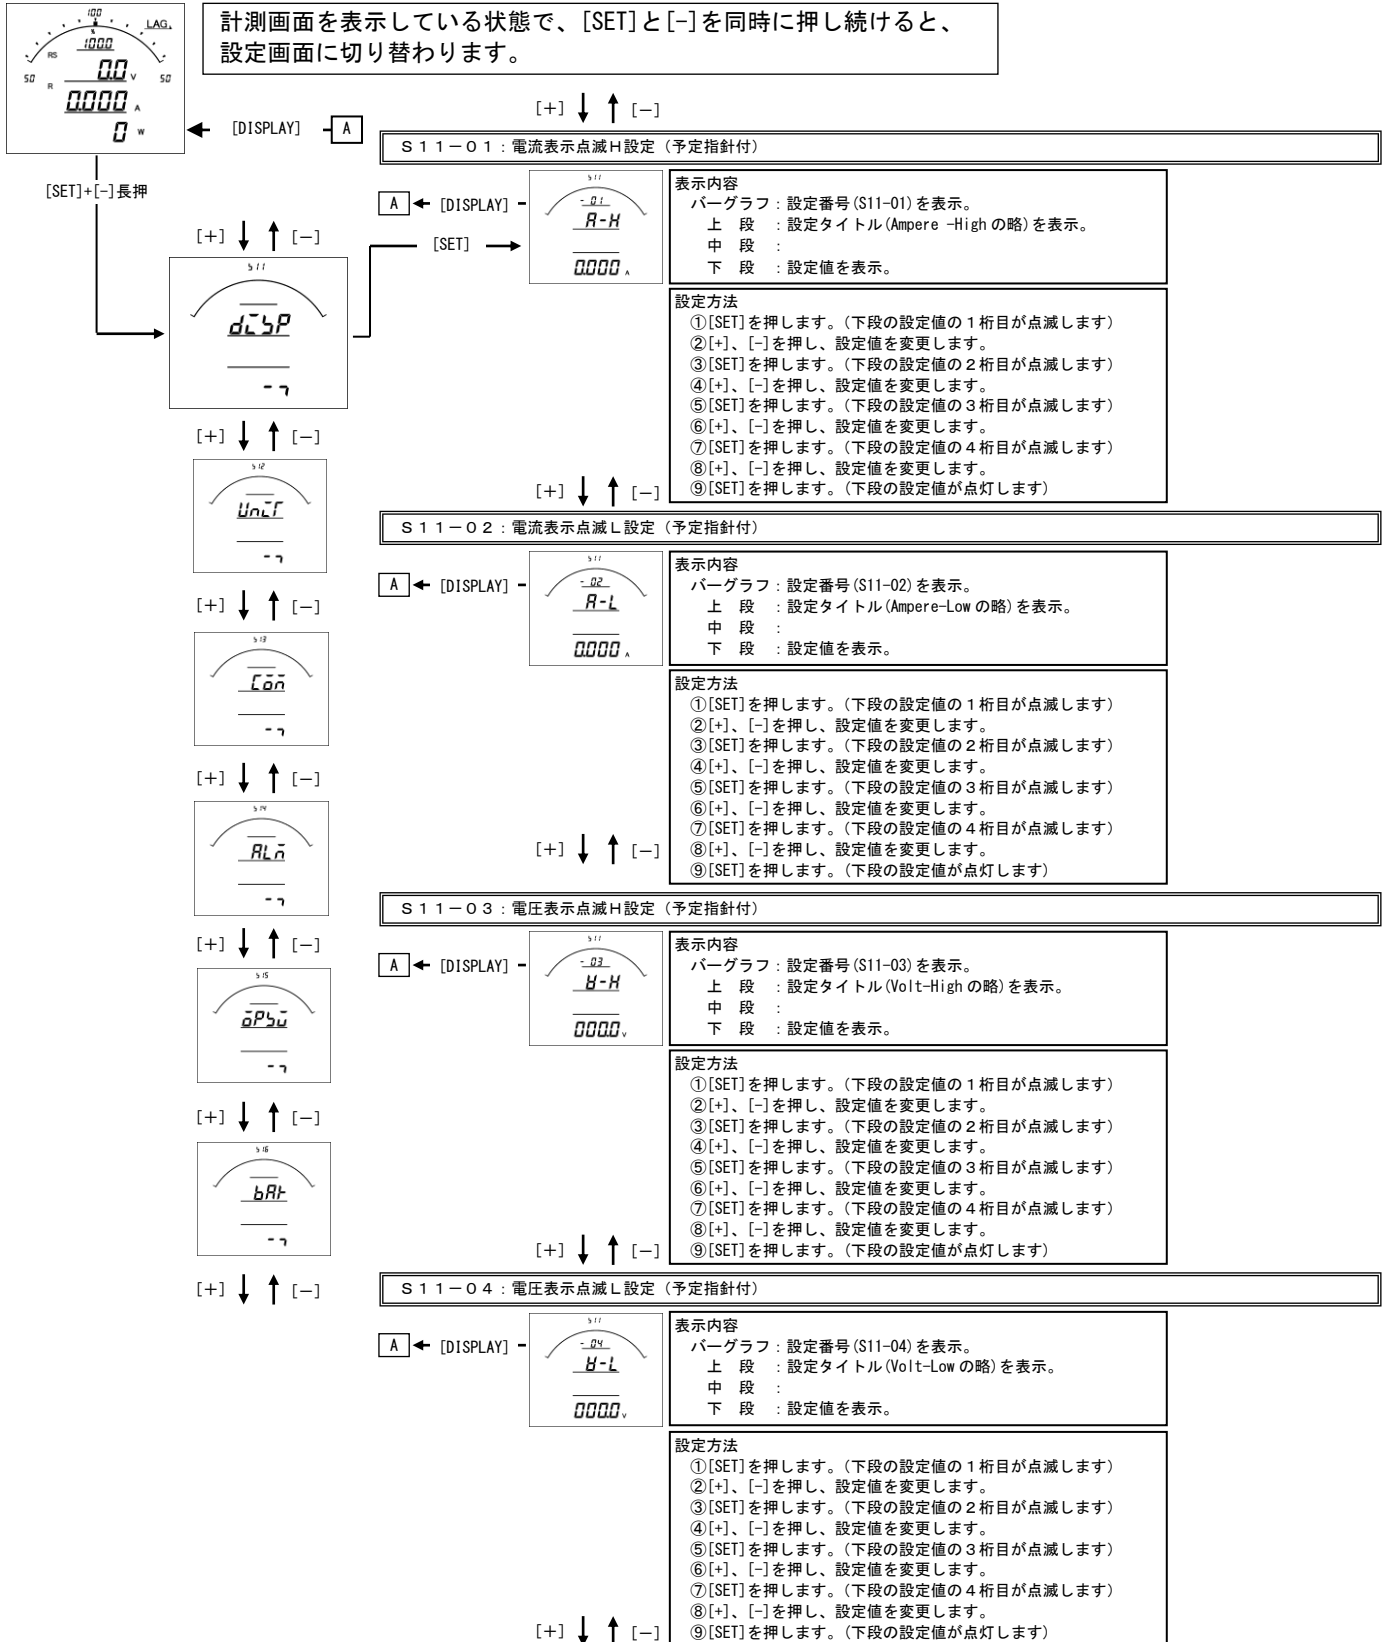 計測画面を表示している状態で、[SET]と[-]を同時に押し続けると、
設定画面に切り替わります。
100
LAG.
%
100.0
RS
50
50
0.0 V
R
0.000 A
0 W
[DISPLAY]
A
[SET]+[-]長押
[+] [－]
S11
dISP
[+] [－]
S12
UnIT
[+] [－]
S13
Com
[+] [－]
S14
ALm
[+] [－]
S15
[+] [－]
S16
bAt
[+] [－]
[SET]
[+] [－]
Ｓ１１－０１：電流表示点滅Ｈ設定（予定指針付）
A [DISPLAY]
S11
-01
A-H
0.000 A
表示内容
バーグラフ：設定番号(S11-01)を表示。
上　段　：設定タイトル(Ampere -Highの略)を表示。
中　段　：
下　段　：設定値を表示。
設定方法
①[SET]を押します。(下段の設定値の１桁目が点滅します)
②[+]、[-]を押し、設定値を変更します。
③[SET]を押します。(下段の設定値の２桁目が点滅します)
④[+]、[-]を押し、設定値を変更します。
⑤[SET]を押します。(下段の設定値の３桁目が点滅します)
⑥[+]、[-]を押し、設定値を変更します。
⑦[SET]を押します。(下段の設定値の４桁目が点滅します)
⑧[+]、[-]を押し、設定値を変更します。
⑨[SET]を押します。(下段の設定値が点灯します)
[+] [－]
Ｓ１１－０２：電流表示点滅Ｌ設定（予定指針付）
A [DISPLAY]
S11
-02
A-L
0.000 A
表示内容
バーグラフ：設定番号(S11-02)を表示。
上　段　：設定タイトル(Ampere-Lowの略)を表示。
中　段　：
下　段　：設定値を表示。
設定方法
①[SET]を押します。(下段の設定値の１桁目が点滅します)
②[+]、[-]を押し、設定値を変更します。
③[SET]を押します。(下段の設定値の２桁目が点滅します)
④[+]、[-]を押し、設定値を変更します。
⑤[SET]を押します。(下段の設定値の３桁目が点滅します)
⑥[+]、[-]を押し、設定値を変更します。
⑦[SET]を押します。(下段の設定値の４桁目が点滅します)
⑧[+]、[-]を押し、設定値を変更します。
⑨[SET]を押します。(下段の設定値が点灯します)
[+] [－]
Ｓ１１－０３：電圧表示点滅Ｈ設定（予定指針付）
A [DISPLAY]
S11
-03
V-H
000.0 V
表示内容
バーグラフ：設定番号(S11-03)を表示。
上　段　：設定タイトル(Volt-Highの略)を表示。
中　段　：
下　段　：設定値を表示。
設定方法
①[SET]を押します。(下段の設定値の１桁目が点滅します)
②[+]、[-]を押し、設定値を変更します。
③[SET]を押します。(下段の設定値の２桁目が点滅します)
④[+]、[-]を押し、設定値を変更します。
⑤[SET]を押します。(下段の設定値の３桁目が点滅します)
⑥[+]、[-]を押し、設定値を変更します。
⑦[SET]を押します。(下段の設定値の４桁目が点滅します)
⑧[+]、[-]を押し、設定値を変更します。
⑨[SET]を押します。(下段の設定値が点灯します)
[+] [－]
Ｓ１１－０４：電圧表示点滅Ｌ設定（予定指針付）
A [DISPLAY]
S11
-04
V-L
000.0 V
表示内容
バーグラフ：設定番号(S11-04)を表示。
上　段　：設定タイトル(Volt-Lowの略)を表示。
中　段　：
下　段　：設定値を表示。
設定方法
①[SET]を押します。(下段の設定値の１桁目が点滅します)
②[+]、[-]を押し、設定値を変更します。
③[SET]を押します。(下段の設定値の２桁目が点滅します)
④[+]、[-]を押し、設定値を変更します。
⑤[SET]を押します。(下段の設定値の３桁目が点滅します)
⑥[+]、[-]を押し、設定値を変更します。
⑦[SET]を押します。(下段の設定値の４桁目が点滅します)
⑧[+]、[-]を押し、設定値を変更します。
⑨[SET]を押します。(下段の設定値が点灯します)
[+] [－]